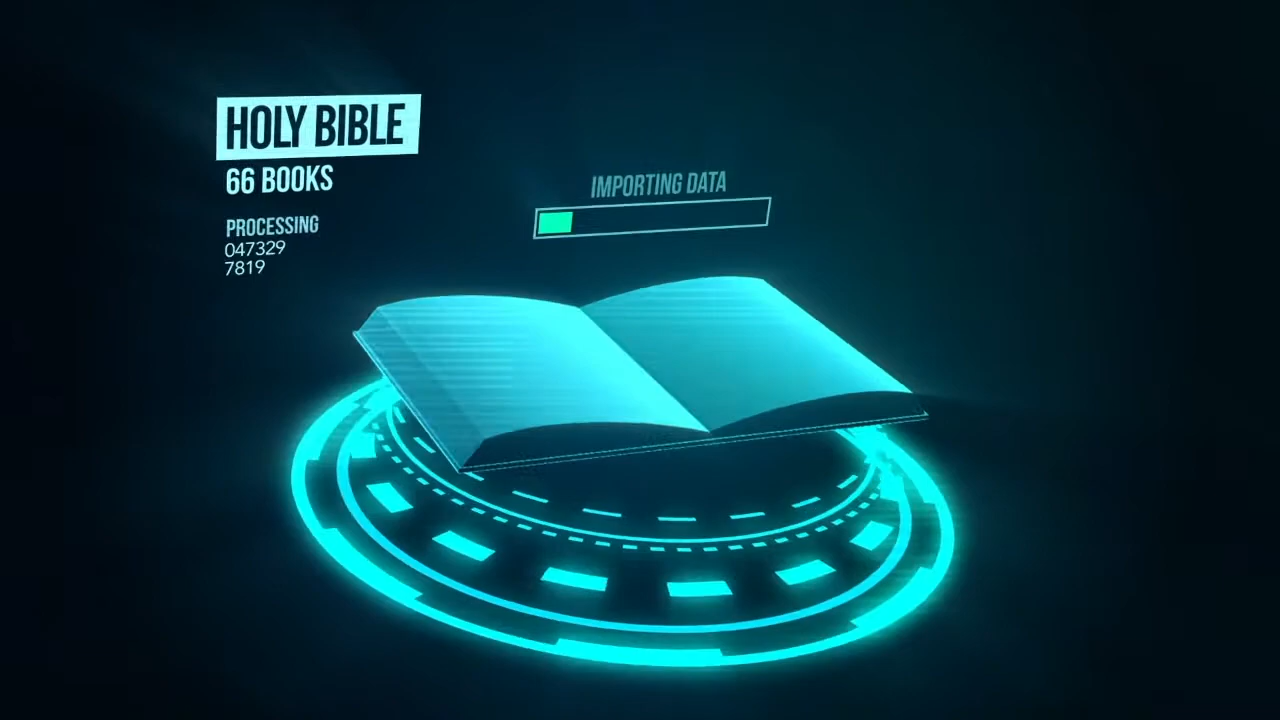 HOLY BIBLE
66 BOOKS
PROCESSING
047329
7819
IMPORTING DATA